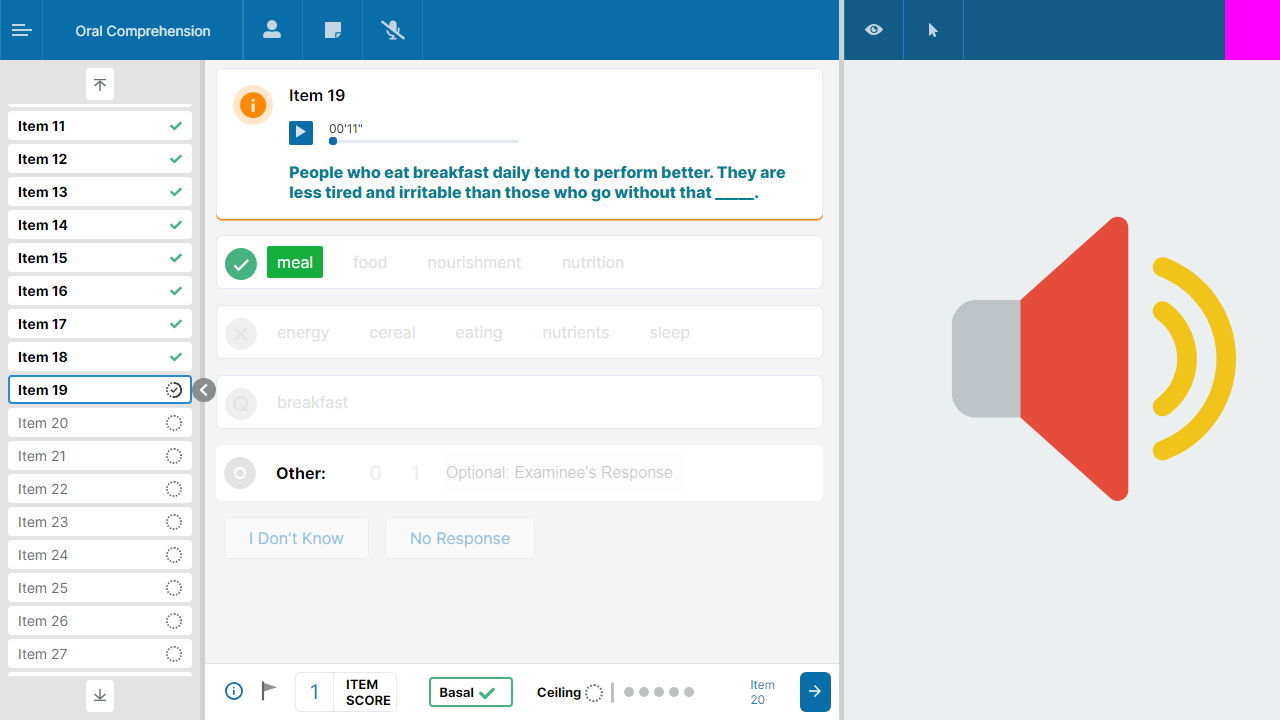 Oral Comprehension
Item 11
Item 12
Item 13
Item 14
Item 15
Item 16
Item 17
Item 18
Item 19
Item 20
Item 21
Item 22
Item 23
Item 24
Item 25
Item 26
Item 27
Item 19
00'11"
People who eat breakfast daily tend to perform better. They are
less tired and irritable than those who go without that _____.
meal food nourishment nutrition
energy cereal eating nutrients sleep
Q breakfast
Other: 0 1 Optional: Examinee's Response
I Don't Know No Response
1 ITEM
SCORE
Basal
Ceiling
Item
20